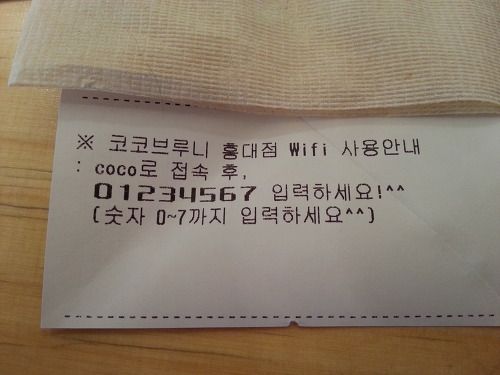 ※ 코코브루니 홍대점 Wifi 사용안내
: coco로 접속 후,
01234567 입력하세요!^^
(숫자 0~7까지 입력하세요^^)